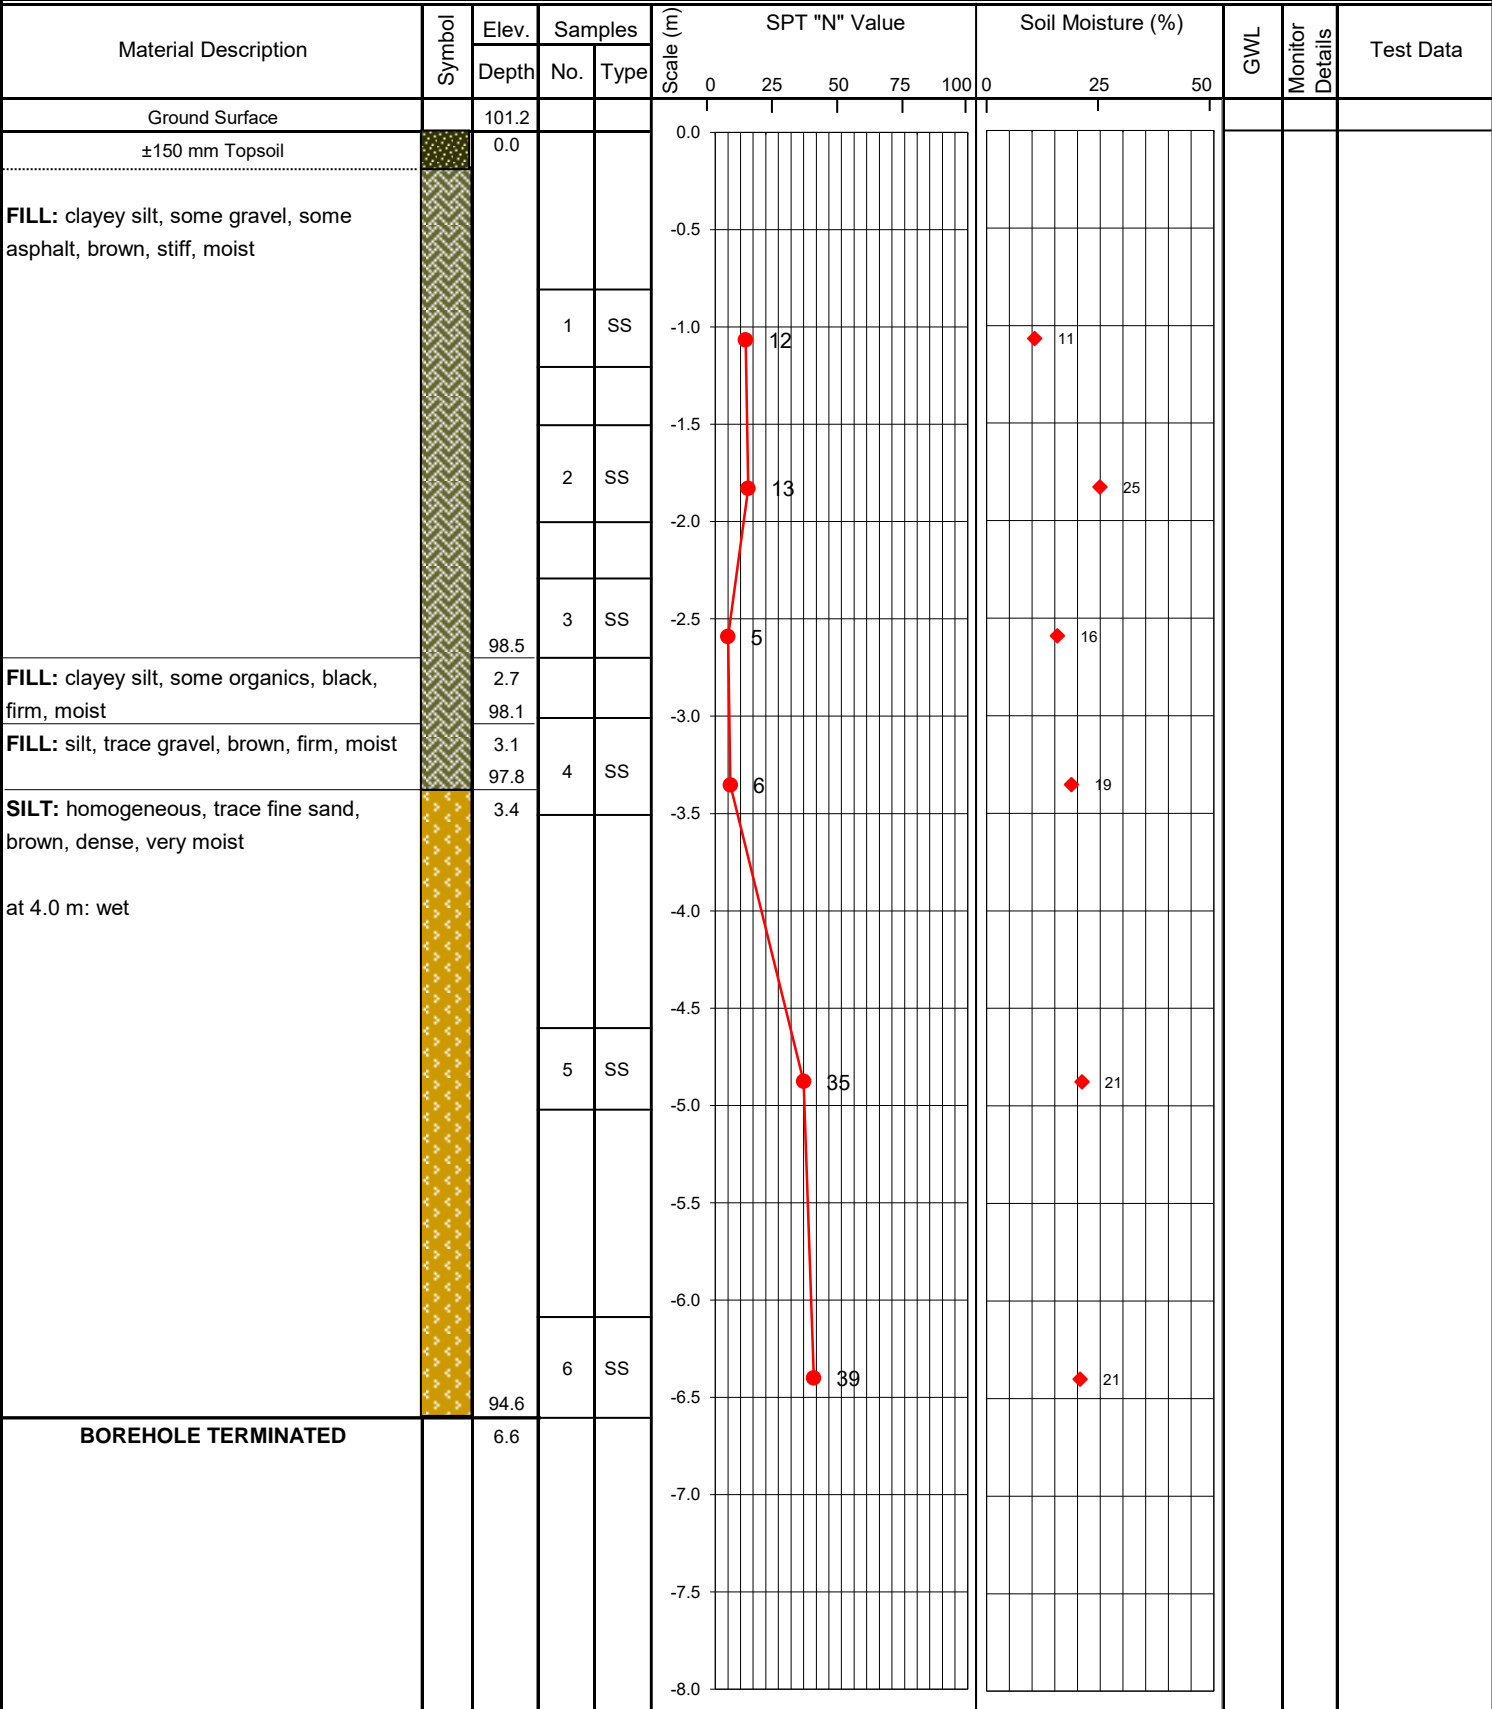 Material Description
Symbol
Elev.
Depth
Samples
No. Type
Scale (m)
SPT "N" Value
0 25 50 75 100
Soil Moisture (%)
0 25 50
GWL
Monitor
Details
Test Data
Ground Surface 101.2
±150 mm Topsoil 0.0
0.0
FILL: clayey silt, some gravel, some
asphalt, brown, stiff, moist
-0.5
1 SS -1.0 12 11
-1.5
2 SS 13 25
-2.0
3 SS -2.5 5 16
98.5
FILL: clayey silt, some organics, black, 2.7
firm, moist 98.1
-3.0
FILL: silt, trace gravel, brown, firm, moist 3.1
97.8 4 SS 6 19
SILT: homogeneous, trace fine sand, 3.4 -3.5
brown, dense, very moist
at 4.0 m: wet -4.0
-4.5
5 SS 35 21
-5.0
-5.5
-6.0
6 SS 39 21
94.6 -6.5
BOREHOLE TERMINATED 6.6
-7.0
-7.5
-8.0